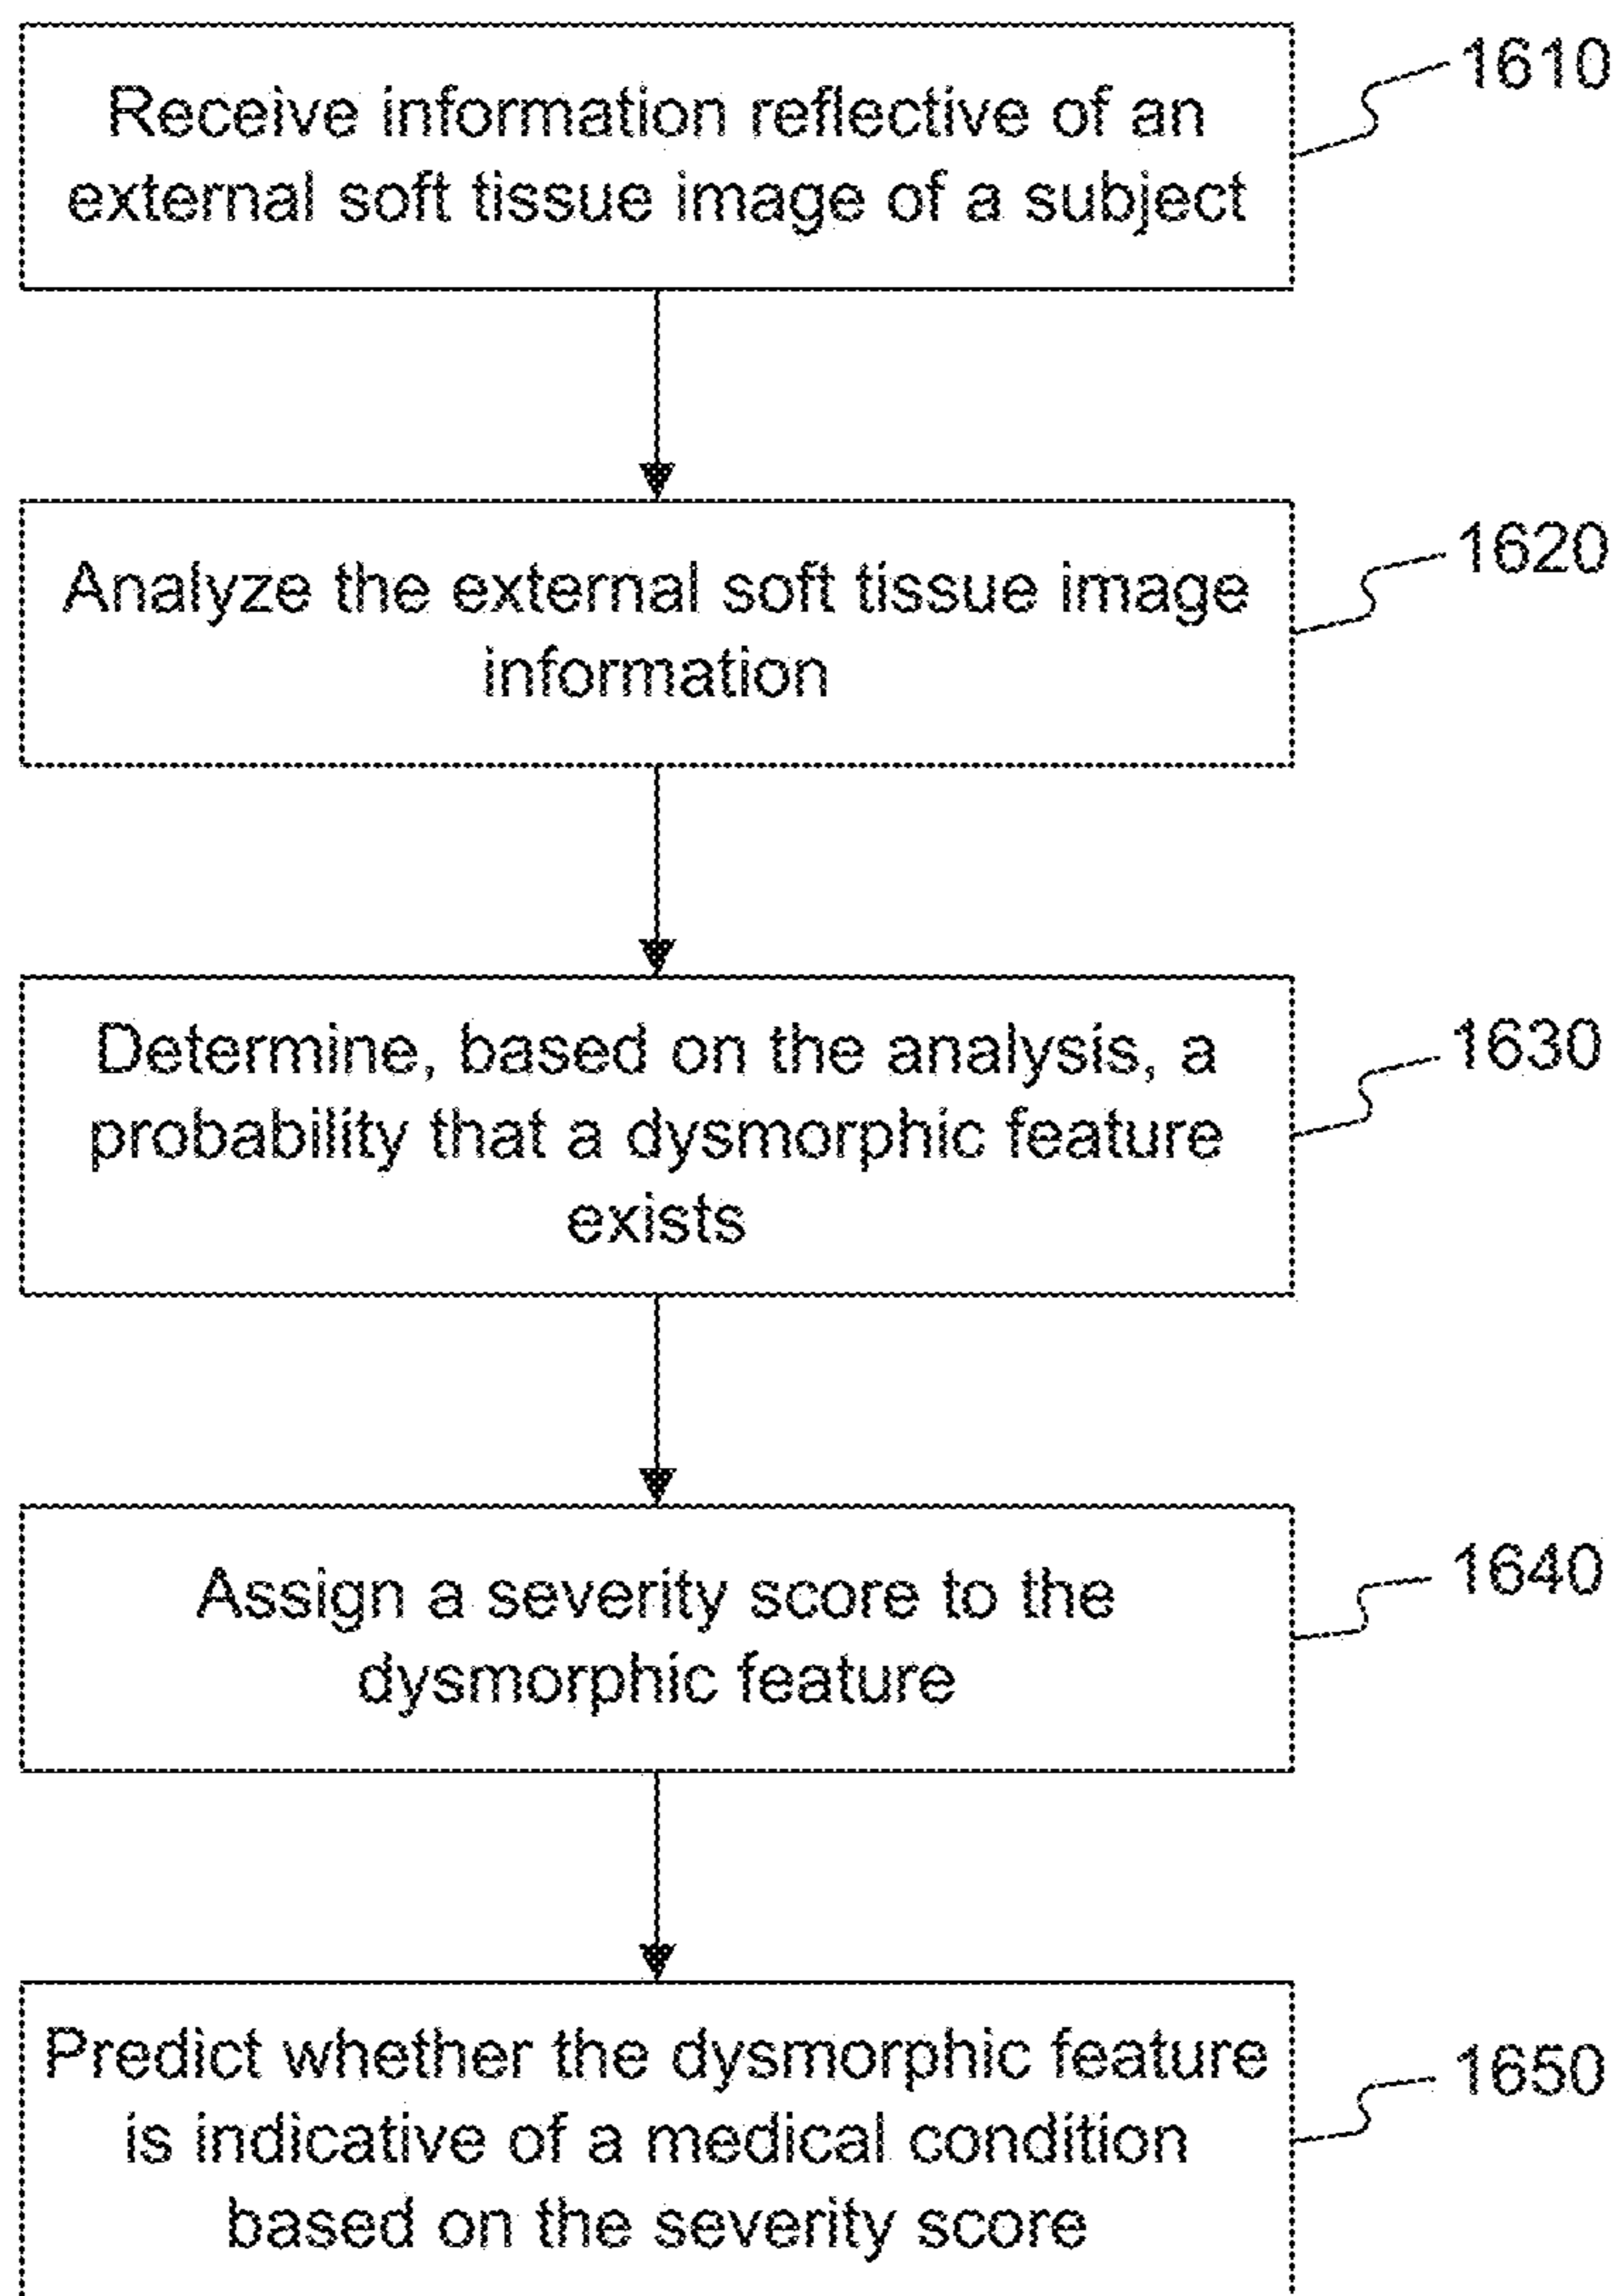 Receive information reflective of an
external soft tissue image of a subject
1610
Analyze the external soft tissue image
information
1620
Determine, based on the analysis, a
probability that a dysmorphic feature
exists
1630
Assign a severity score to the
dysmorphic feature
1640
Predict whether the dysmorphic feature
is indicative of a medical condition
based on the severity score
1650